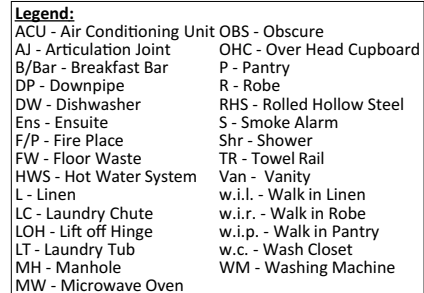 Legend:
ACU - Air Conditioning Unit OBS - Obscure
AJ - Articulation Joint OHC - Over Head Cupboard
B/Bar - Breakfast Bar P - Pantry
DP - Downpipe R - Robe
DW - Dishwasher RHS - Rolled Hollow Steel
Ens - Ensuite S - Smoke Alarm
F/P - Fire Place Shr - Shower
FW - Floor Waste TR - Towel Rail
HWS - Hot Water System Van - Vanity
L - Linen w.i.l. - Walk in Linen
LC - Laundry Chute w.i.r. - Walk in Robe
LOH - Lift off Hinge w.i.p. - Walk in Pantry
LT - Laundry Tub w.c. - Wash Closet
MH - Manhole WM - Washing Machine
MW - Microwave Oven